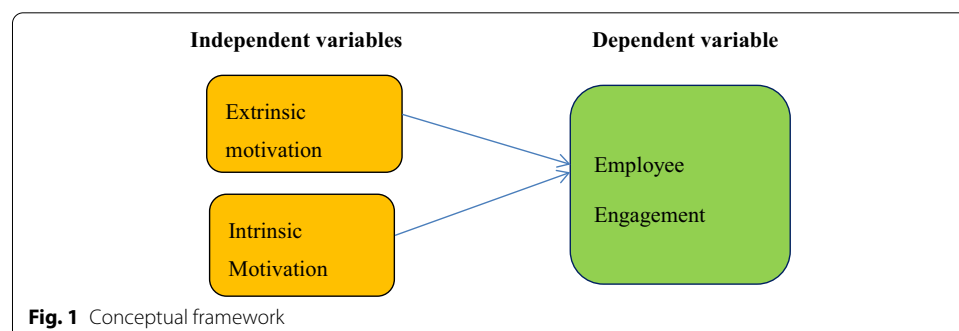 Independent variables
Dependent variable
Extrinsic
motivation
Intrinsic
Motivation
Employee
Engagement
Fig. 1 Conceptual framework